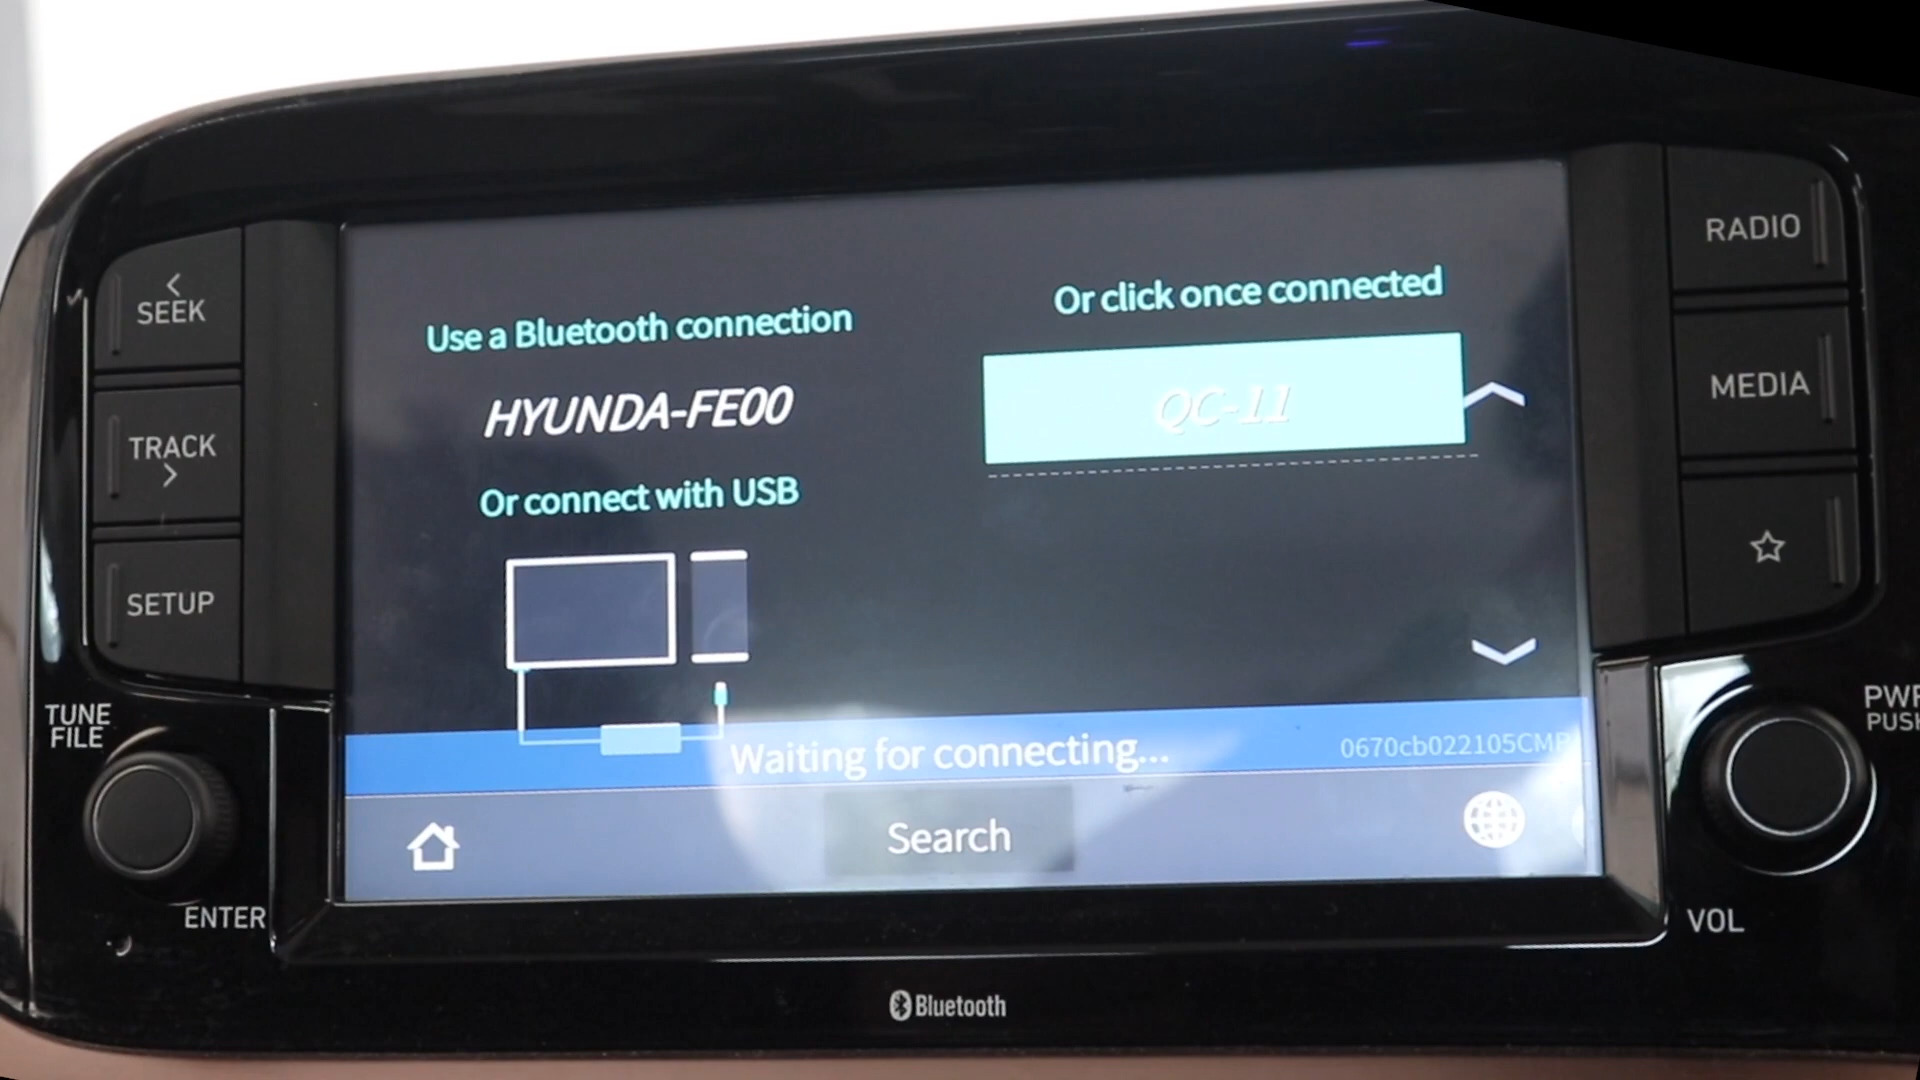 <
SEEK
TRACK
>
SETUP
TUNE
FILE
ENTER
Use a Bluetooth connection
HYUNDA-FE00
Or connect with USB
Or click once connected
QC-11
Waiting for connecting...
0670cb022105CMP
Search
Bluetooth
RADIO
MEDIA
PWR
PUSH
VOL